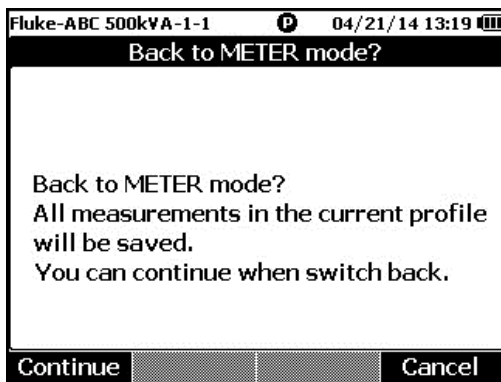 Fluke-ABC 500kVA-1-1 P 04/21/14 13:19
Back to METER mode?
Back to METER mode?
All measurements in the current profile
will be saved.
You can continue when switch back.
Continue Cancel